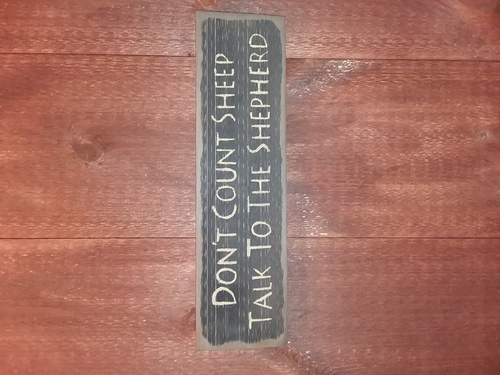 Don't Count Sheep
Talk To The Shepherd